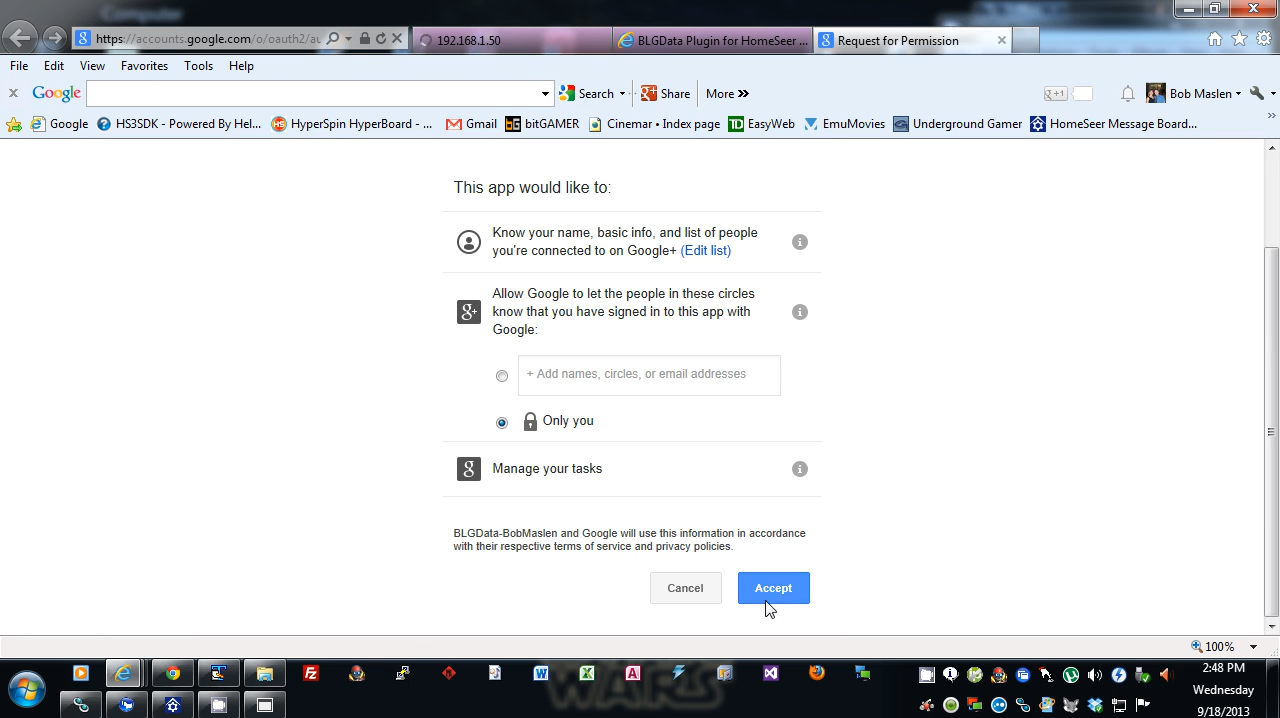 Computer
https://accounts.google.com/o/oauth2/au
192.168.1.50
BLGData Plugin for HomeSeer ...
Request for Permission
File Edit View Favorites Tools Help
Google
Search
Share
More »
+1
Bob Maslen
Google
HS3SDK - Powered By Hel...
HyperSpin HyperBoard - ...
Gmail
bitGAMER
Cinemar • Index page
EasyWeb
EmuMovies
Underground Gamer
HomeSeer Message Board...
This app would like to:
Know your name, basic info, and list of people
you're connected to on Google+ (Edit list)
Allow Google to let the people in these circles
know that you have signed in to this app with
Google:
+ Add names, circles, or email addresses
Only you
Manage your tasks
BLGData-BobMaslen and Google will use this information in accordance
with their respective terms of service and privacy policies.
Cancel
Accept
100%
WARS
2:48 PM
Wednesday
9/18/2013